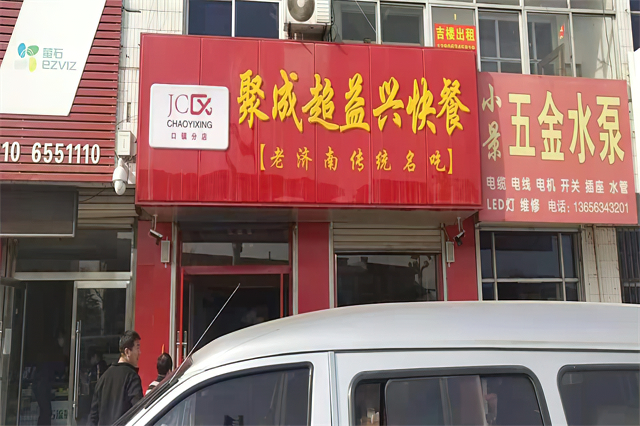 萤石
ezviz
10 6551110
JC
CHAOYIXING
口镇分店
聚成超益兴快餐
【老济南传统名吃】
吉楼出租
小景
五金水泵
电缆 电线 电机 开关 插座 水管
LED灯 维修 电话：13656343201